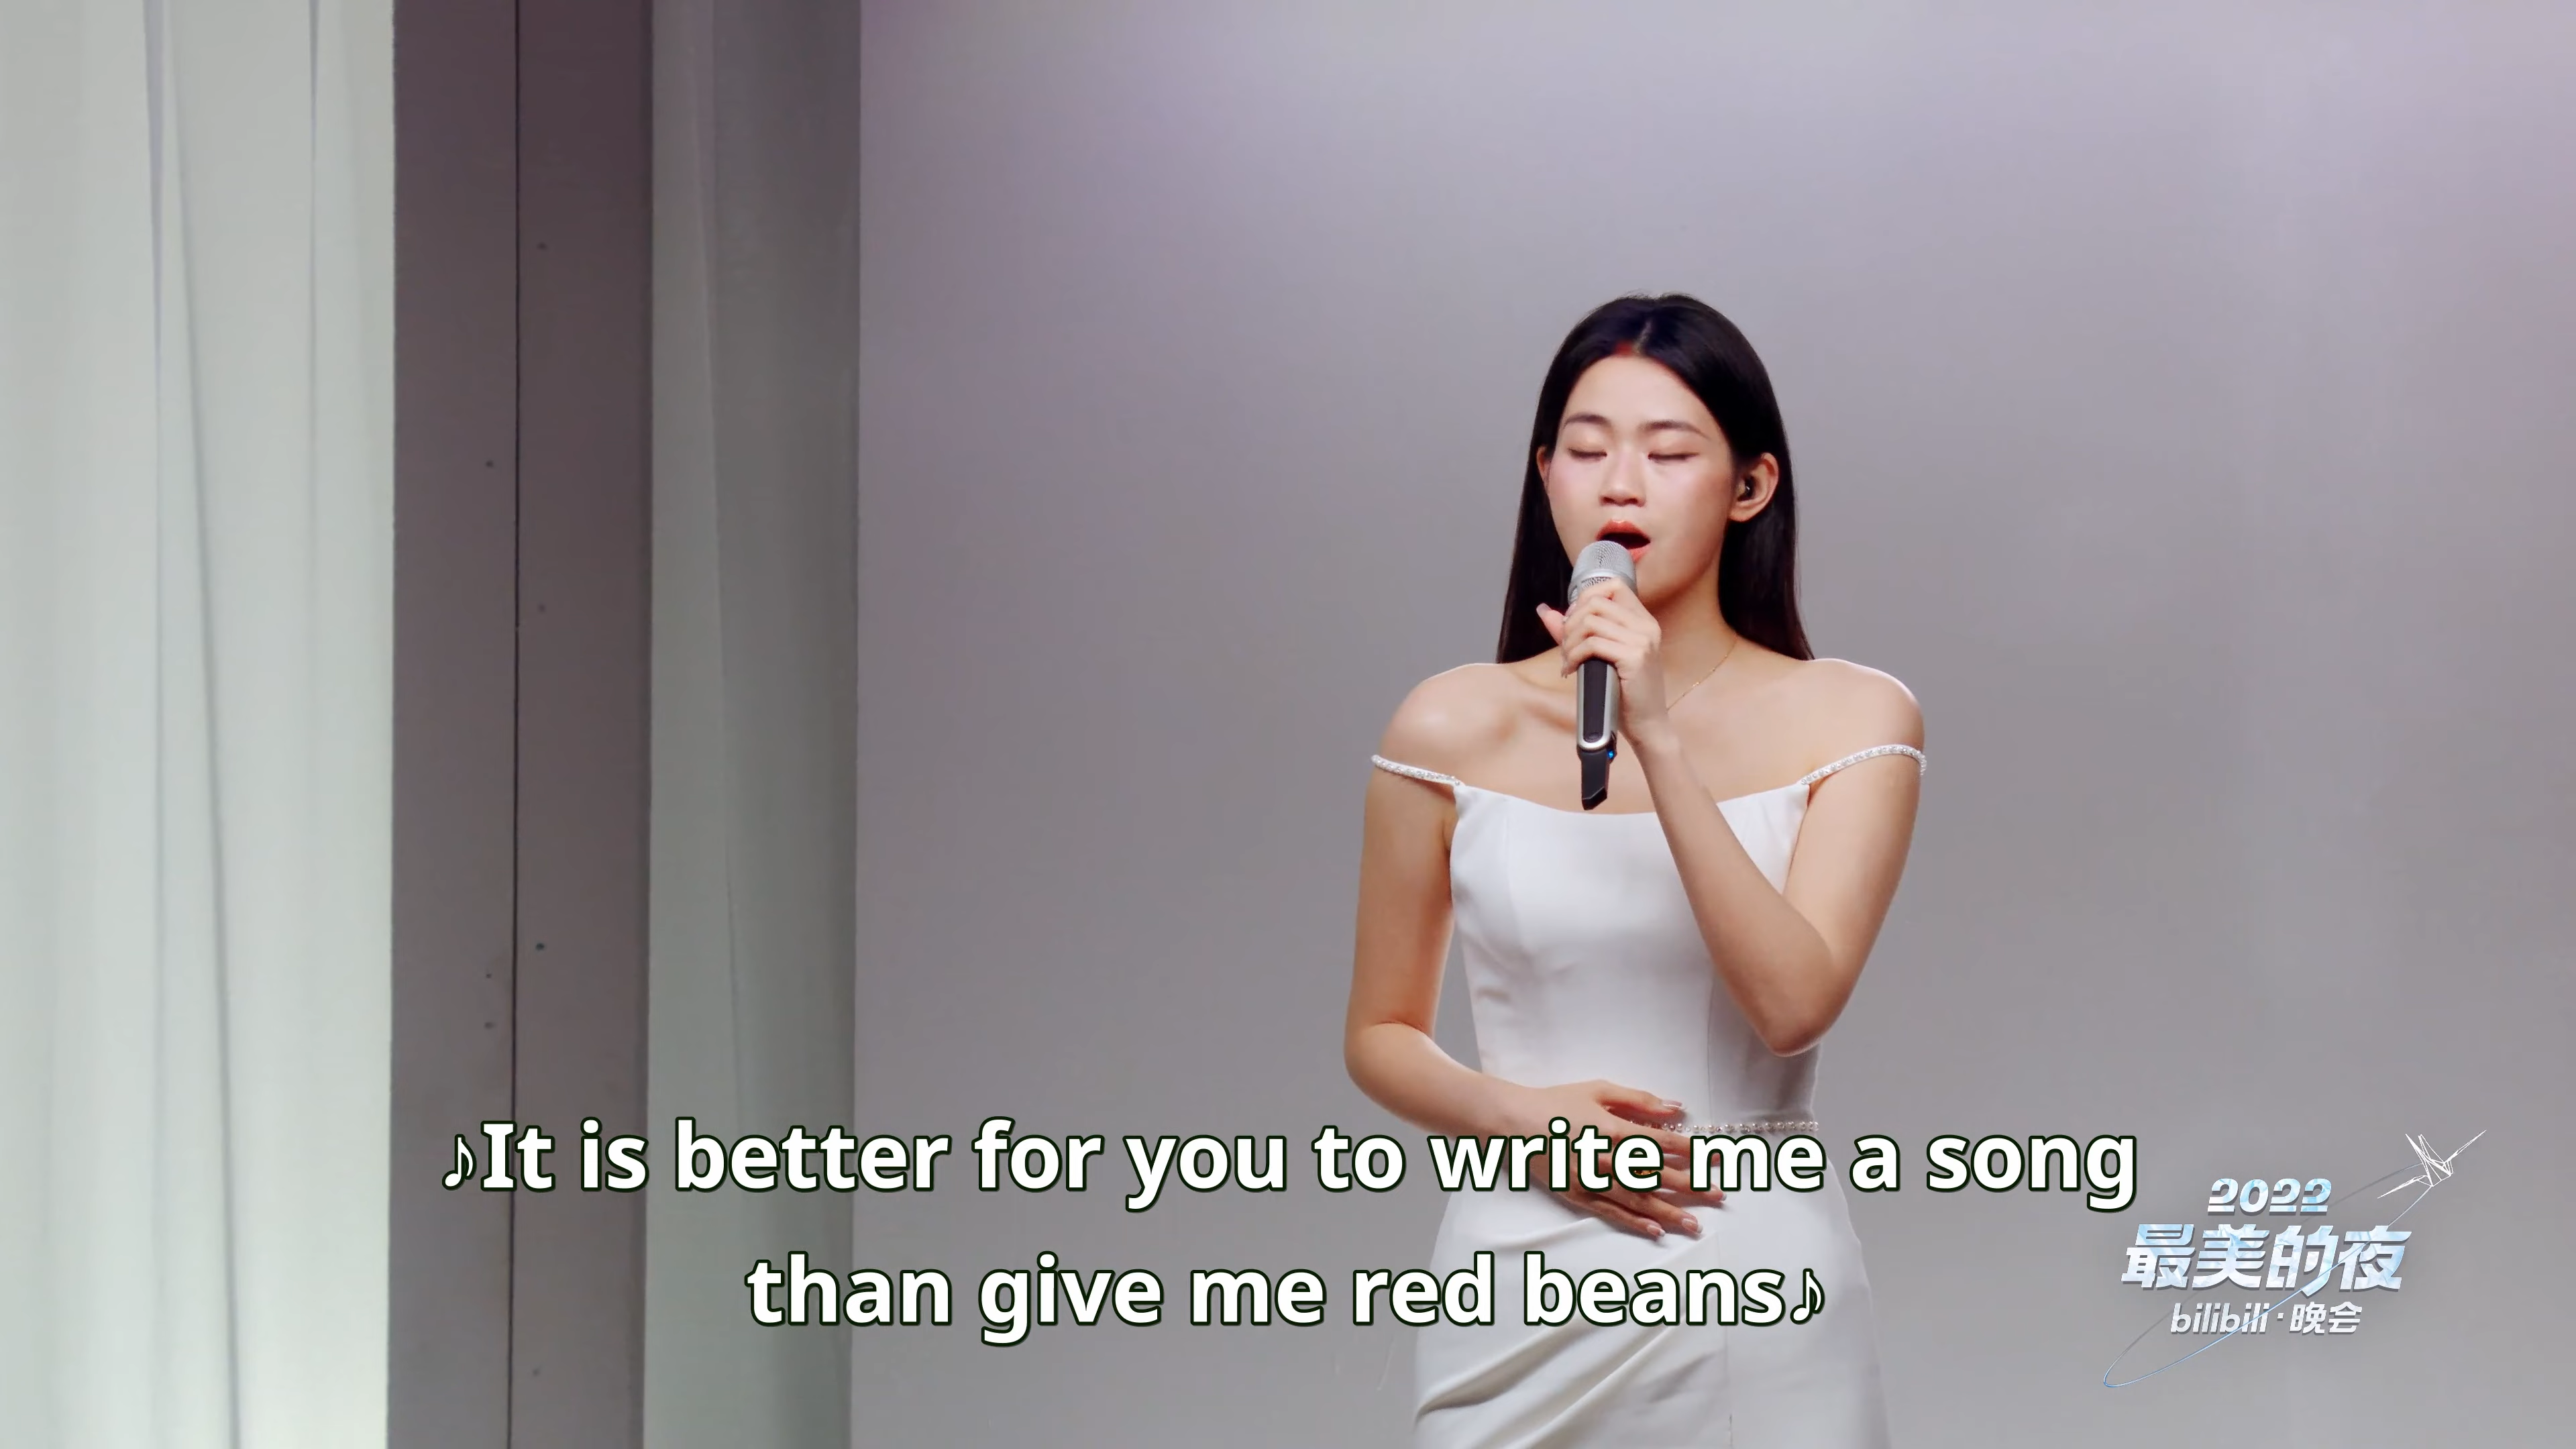 ♪It is better for you to write me a song
than give me red beans♪
2022
最美的夜
bilibili·晚会